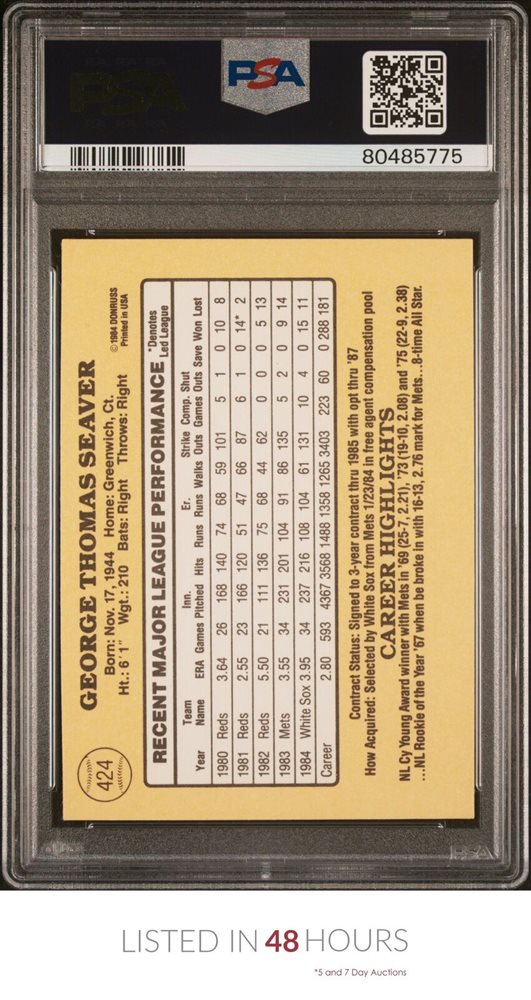 PSA
80485775
424
GEORGE THOMAS SEAVER
©1984 DONRUSS
Printed in USA
Born: Nov. 17, 1944 Home: Greenwich, Ct.
Ht.: 6'1" Wgt.: 210 Bats: Right Throws: Right
RECENT MAJOR LEAGUE PERFORMANCE *Denotes Led League
Year Team Name ERA Games Inn. Pitched Hits Runs Er. Runs Walks Strike Outs Comp. Games Shut Outs Save Won Lost
1980 Reds 3.64 26 168 140 74 68 59 101 5 1 0 10 8
1981 Reds 2.55 23 166 120 51 47 66 87 6 1 0 14* 2
1982 Reds 5.50 21 111 136 75 68 44 62 0 0 0 5 13
1983 Mets 3.55 34 231 201 104 91 86 135 5 2 0 9 14
1984 White Sox 3.95 34 237 216 108 104 61 131 10 4 0 15 11
Career 2.80 593 4367 3568 1488 1358 1265 3403 223 60 0 288 181
Contract Status: Signed to 3-year contract thru 1985 with opt thru '87
How Acquired: Selected by White Sox from Mets 1/23/84 in free agent compensation pool
CAREER HIGHLIGHTS
NL Cy Young Award winner with Mets in '69 (25-7, 2.21), '73 (19-10, 2.08) and '75 (22-9, 2.38)
...NL Rookie of the Year '67 when be broke in with 16-13, 2.76 mark for Mets...8-time All Star.
PSA
LISTED IN 48 HOURS
*5 and 7 Day Auctions